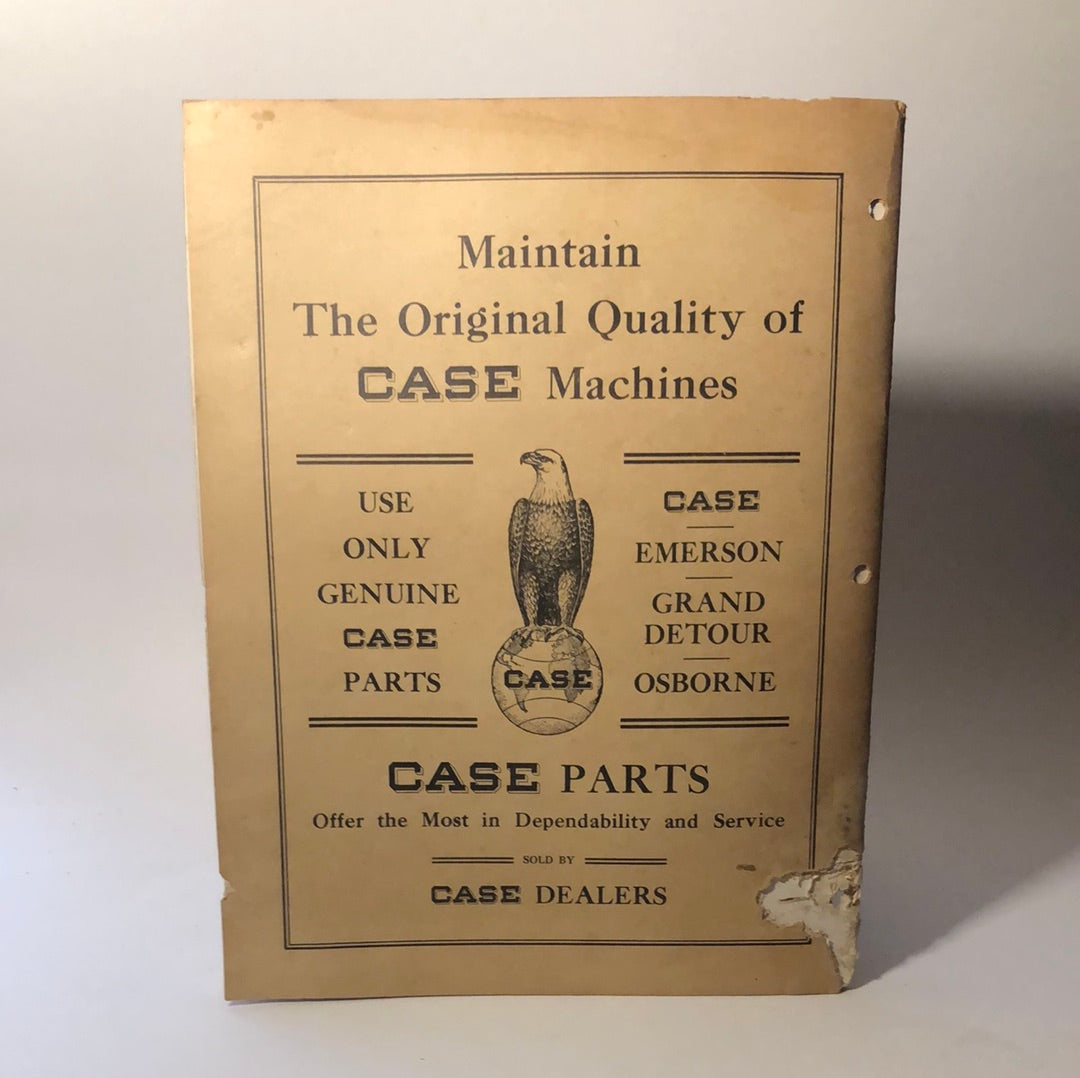 Maintain
The Original Quality of
CASE Machines
USE
ONLY
GENUINE
CASE
PARTS
CASE
CASE
EMERSON
GRAND
DETOUR
OSBORNE
CASE PARTS
Offer the Most in Dependability and Service
SOLD BY
CASE DEALERS